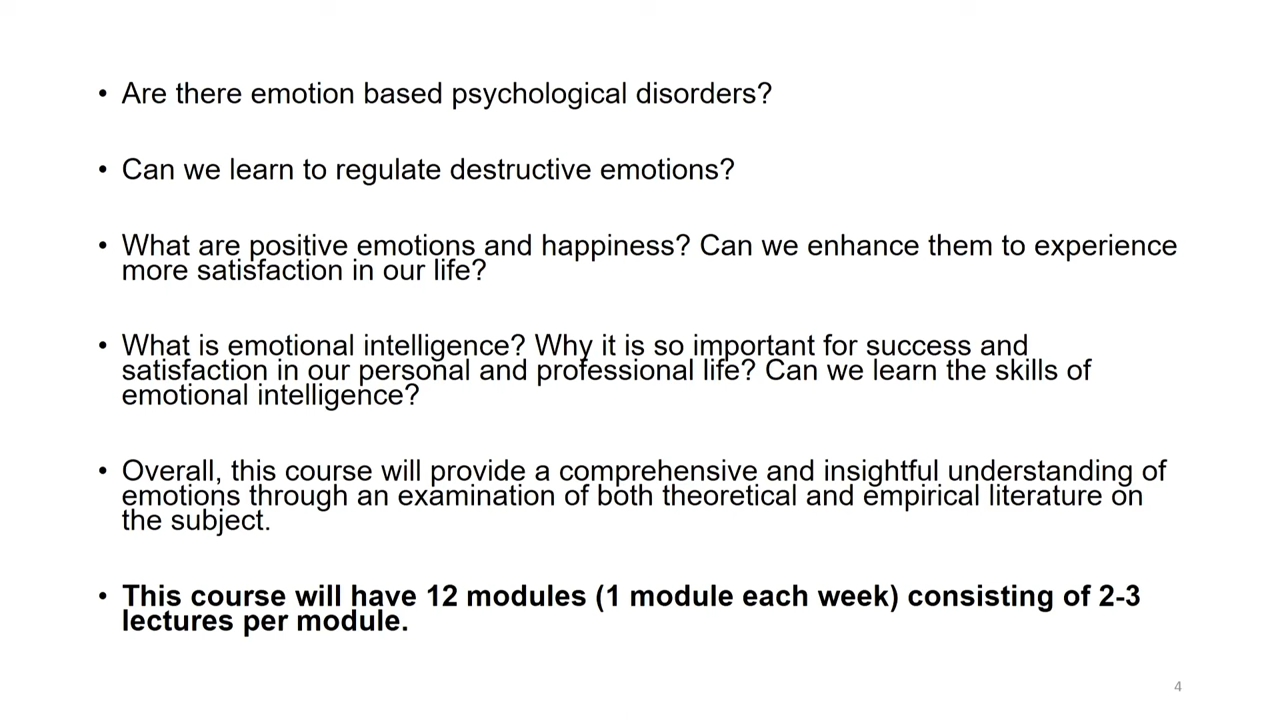 • Are there emotion based psychological disorders?
• Can we learn to regulate destructive emotions?
• What are positive emotions and happiness? Can we enhance them to experience
more satisfaction in our life?
• What is emotional intelligence? Why it is so important for success and
satisfaction in our personal and professional life? Can we learn the skills of
emotional intelligence?
• Overall, this course will provide a comprehensive and insightful understanding of
emotions through an examination of both theoretical and empirical literature on
the subject.
• This course will have 12 modules (1 module each week) consisting of 2-3
lectures per module.
4